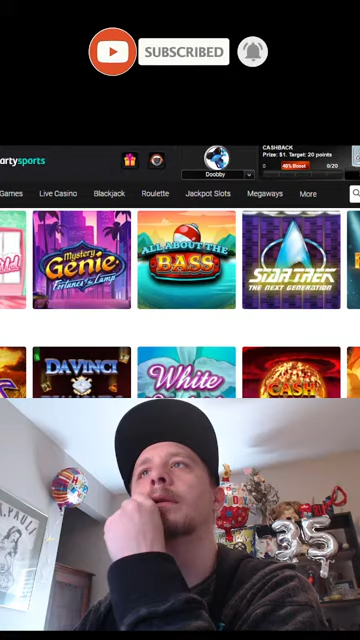 SUBSCRIBED
artysports
Doobby
CASHBACK
Prize: $1. Target: 20 points
40% Boost
0/20
Games
Live Casino
Blackjack
Roulette
Jackpot Slots
Megaways
More
Mystery
Genie
Fortunes of the Lamp
ALL ABOUT THE
BASS
STAR TREK
THE NEXT GENERATION
DAVINCI
White
CASH
PAULI
35